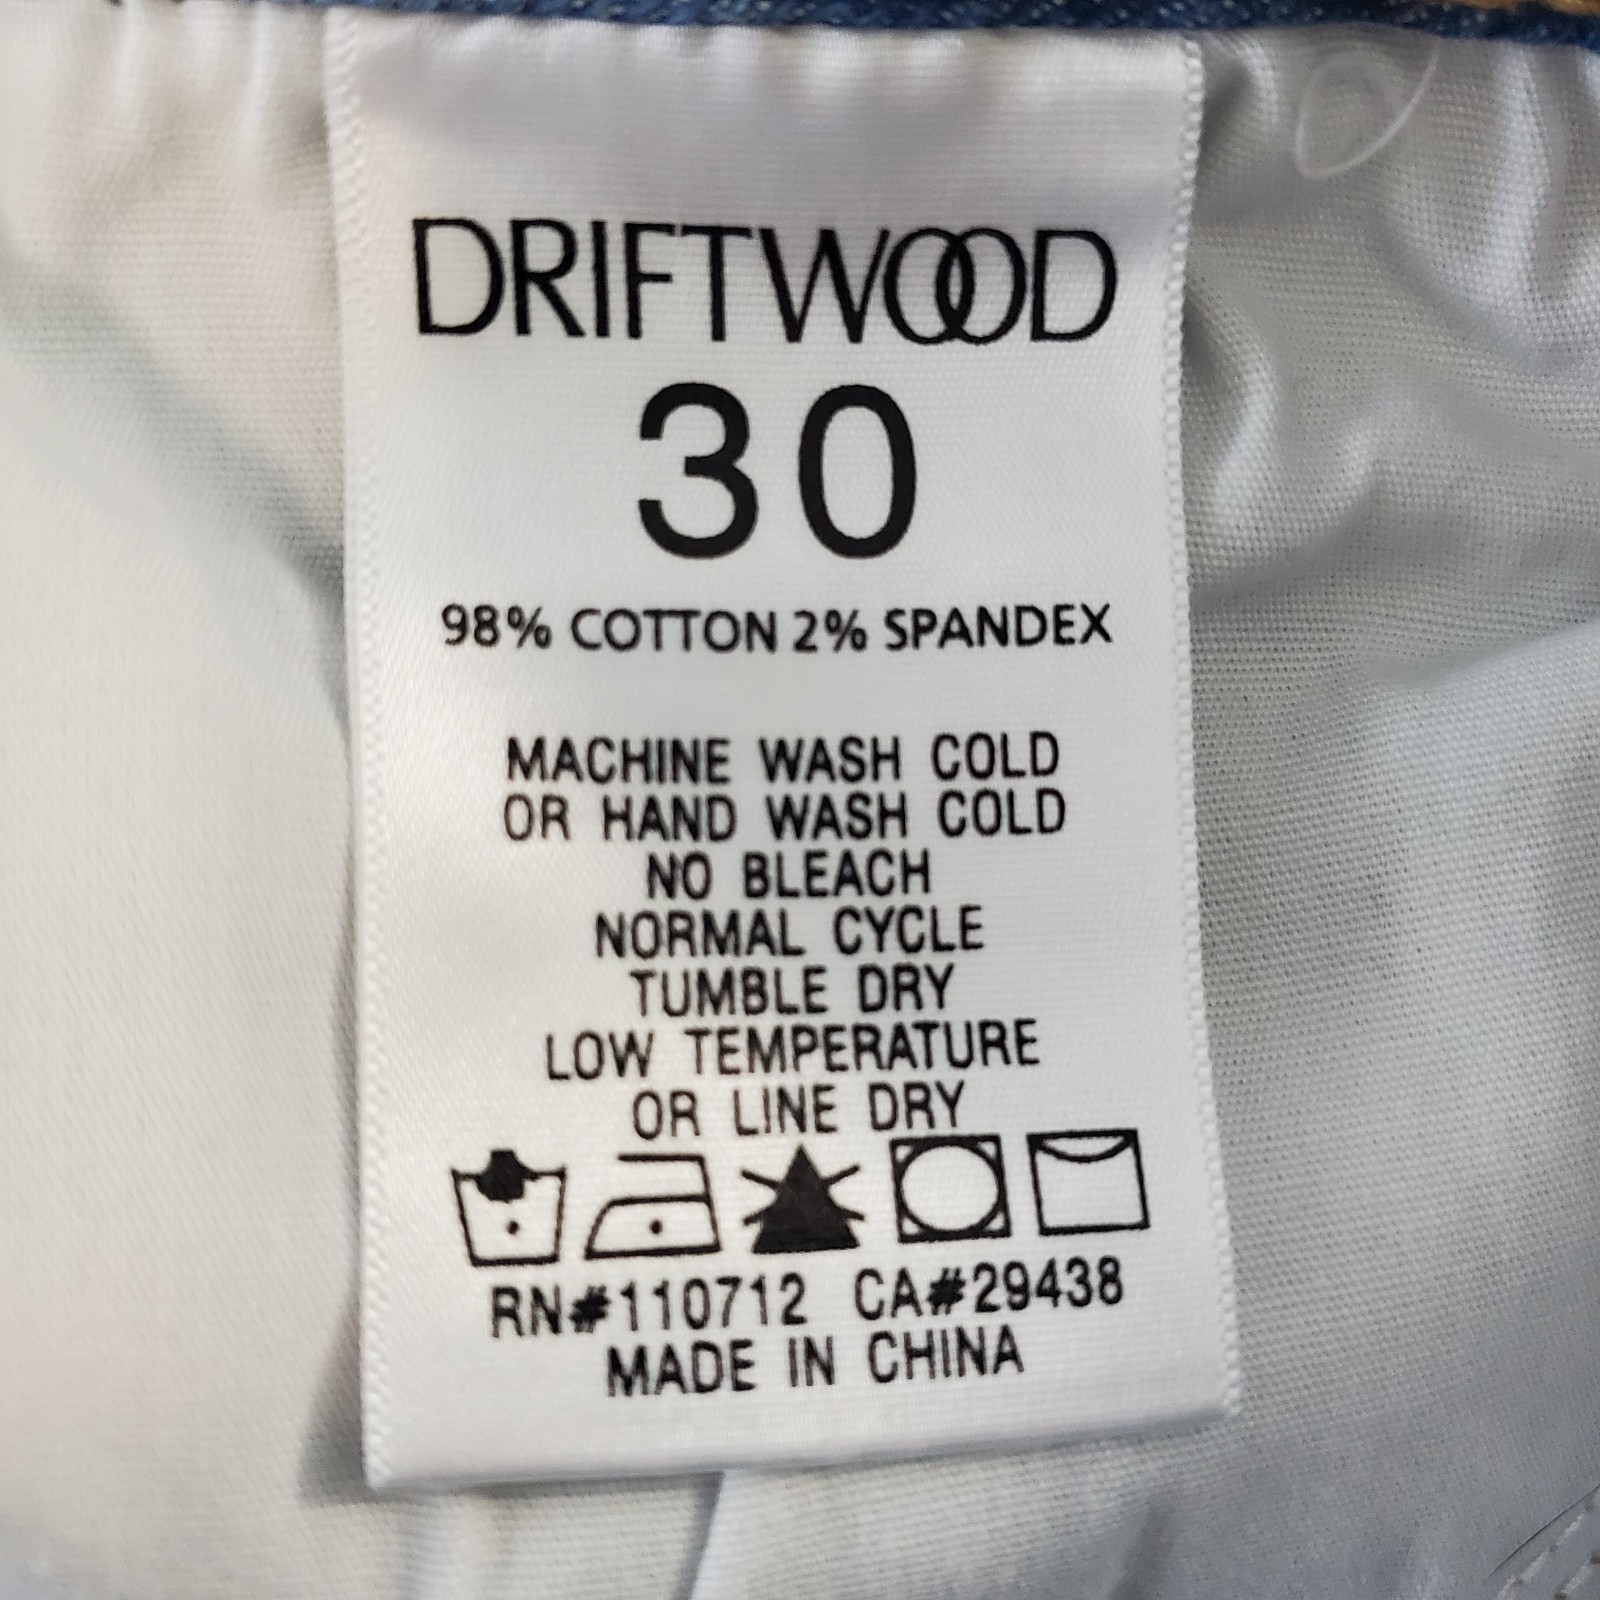 DRIFTWOOD
30
98% COTTON 2% SPANDEX
MACHINE WASH COLD
OR HAND WASH COLD
NO BLEACH
NORMAL CYCLE
TUMBLE DRY
LOW TEMPERATURE
OR LINE DRY
RN#110712 CA#29438
MADE IN CHINA